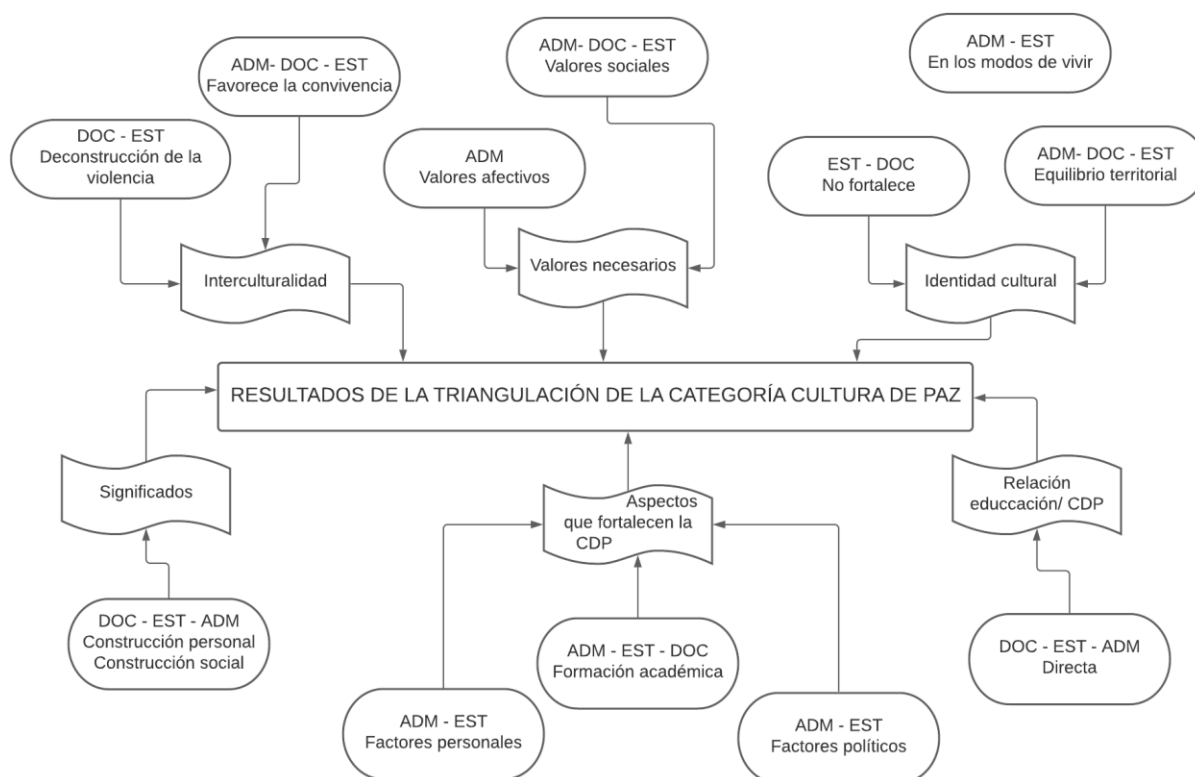 ADM- DOC - EST
Favorece la convivencia
ADM- DOC - EST
Valores sociales
ADM - EST
En los modos de vivir
DOC - EST
Deconstrucción de la
violencia
ADM
Valores afectivos
EST - DOC
No fortalece
ADM- DOC - EST
Equilibrio territorial
Interculturalidad
Valores necesarios
Identidad cultural
RESULTADOS DE LA TRIANGULACIÓN DE LA CATEGORÍA CULTURA DE PAZ
Significados
Aspectos
que fortalecen la
CDP
Relación
educcación/ CDP
DOC - EST - ADM
Construcción personal
Construcción social
ADM - EST - DOC
Formación académica
DOC - EST - ADM
Directa
ADM - EST
Factores personales
ADM - EST
Factores políticos